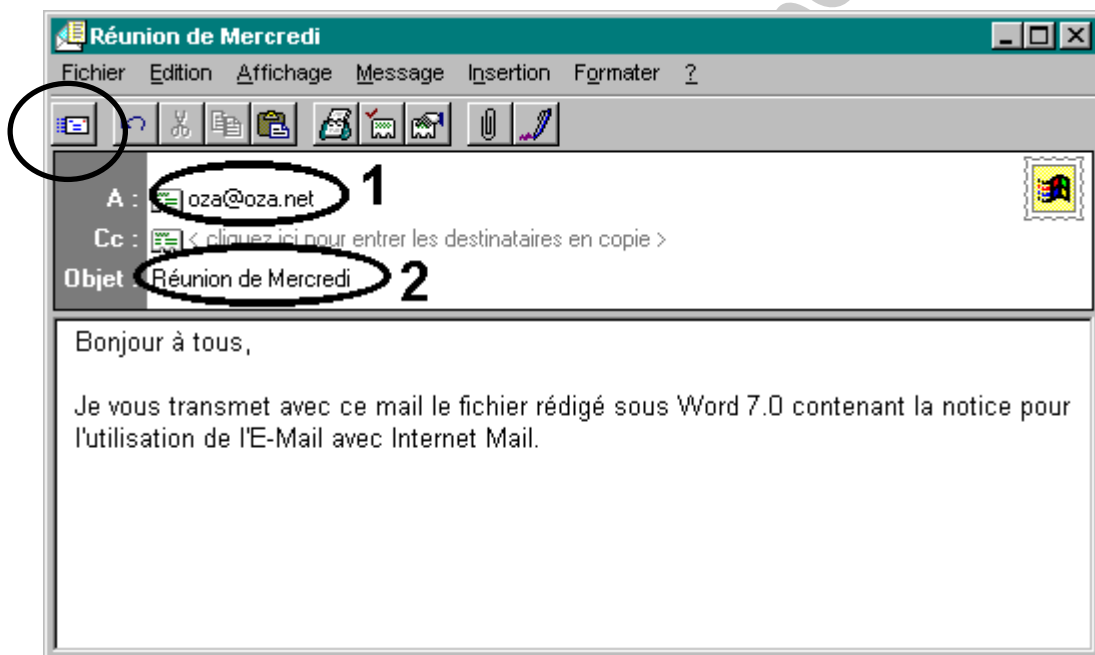 Réunion de Mercredi
Fichier Edition Affichage Message Insertion Formater ?
A : oza@oza.net 1
Cc : < cliquez ici pour entrer les destinataires en copie >
Objet : Réunion de Mercredi 2
Bonjour à tous,
Je vous transmet avec ce mail le fichier rédigé sous Word 7.0 contenant la notice pour
l'utilisation de l'E-Mail avec Internet Mail.